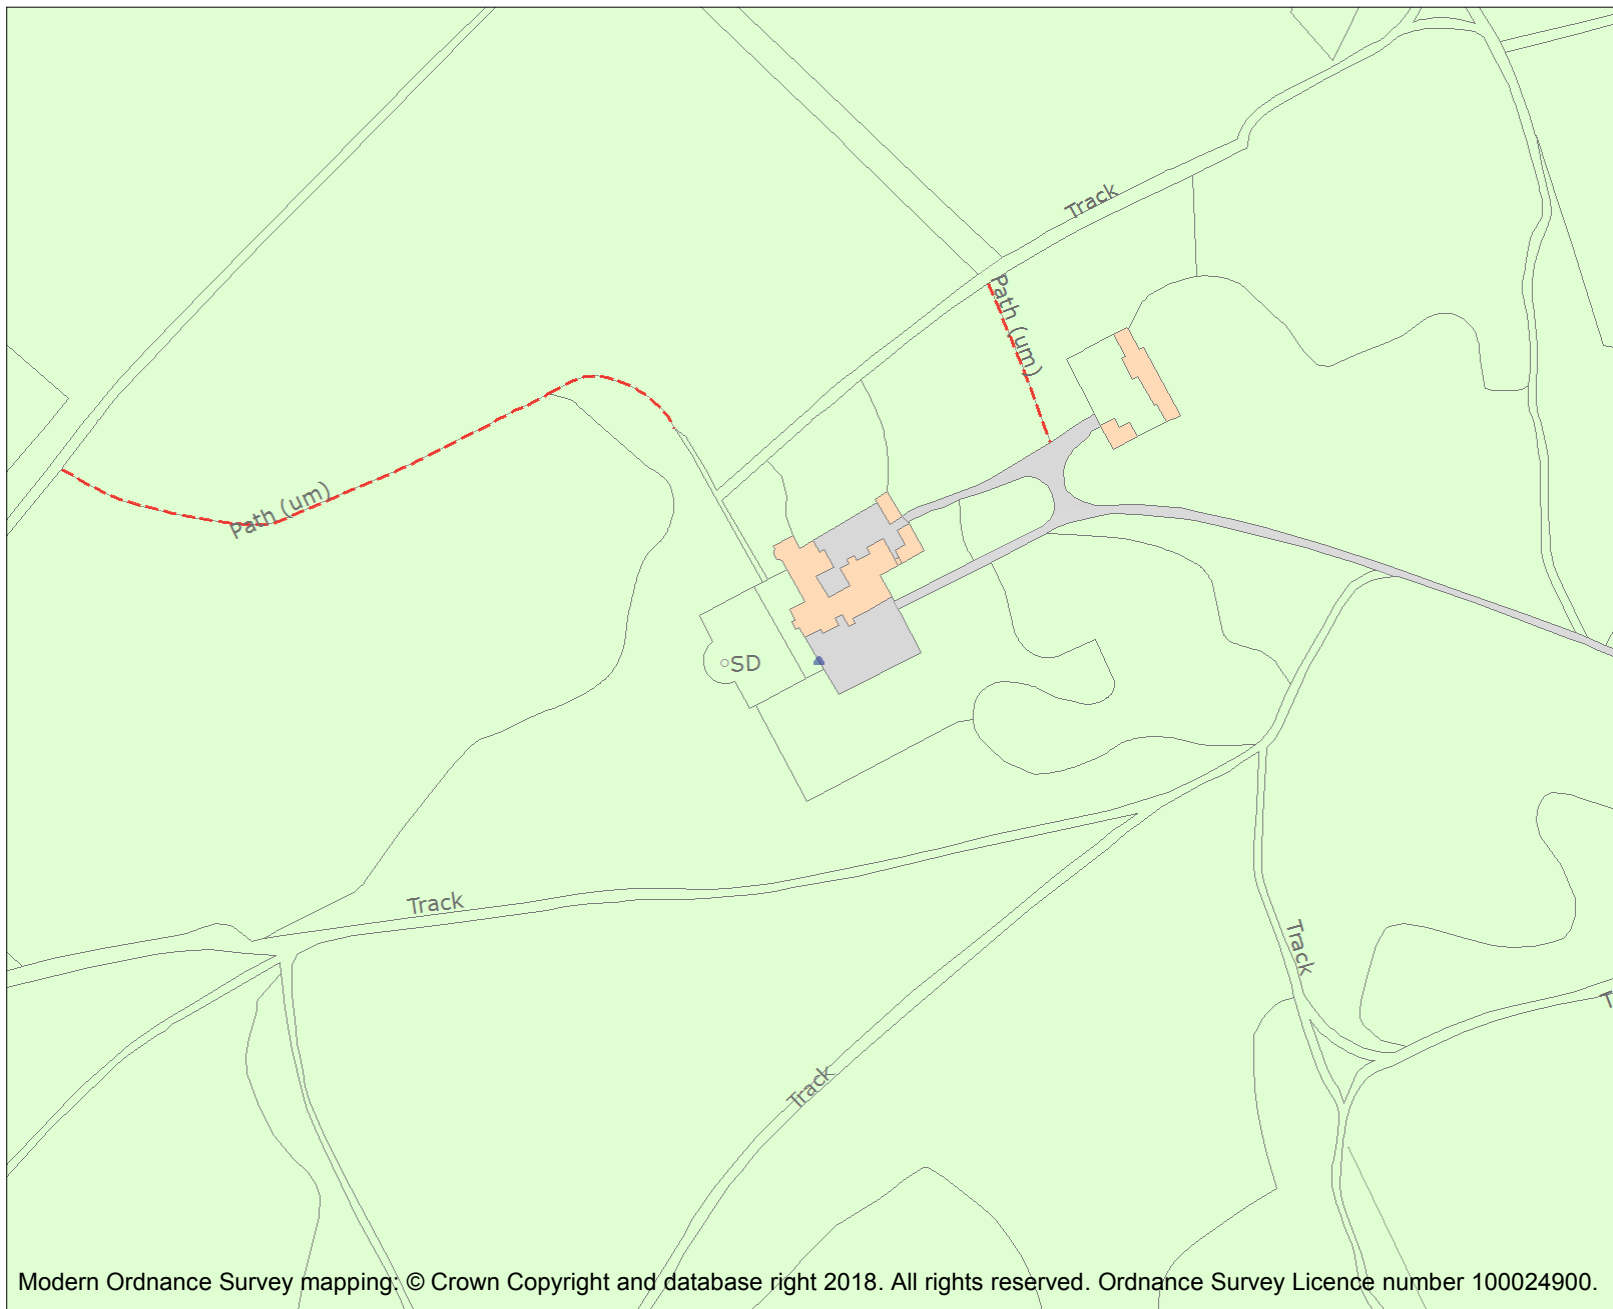 Track
Path (um)
Path (um)
SD
Track
Track
T
Track
Modern Ordnance Survey mapping: © Crown Copyright and database right 2018. All rights reserved. Ordnance Survey Licence number 100024900.